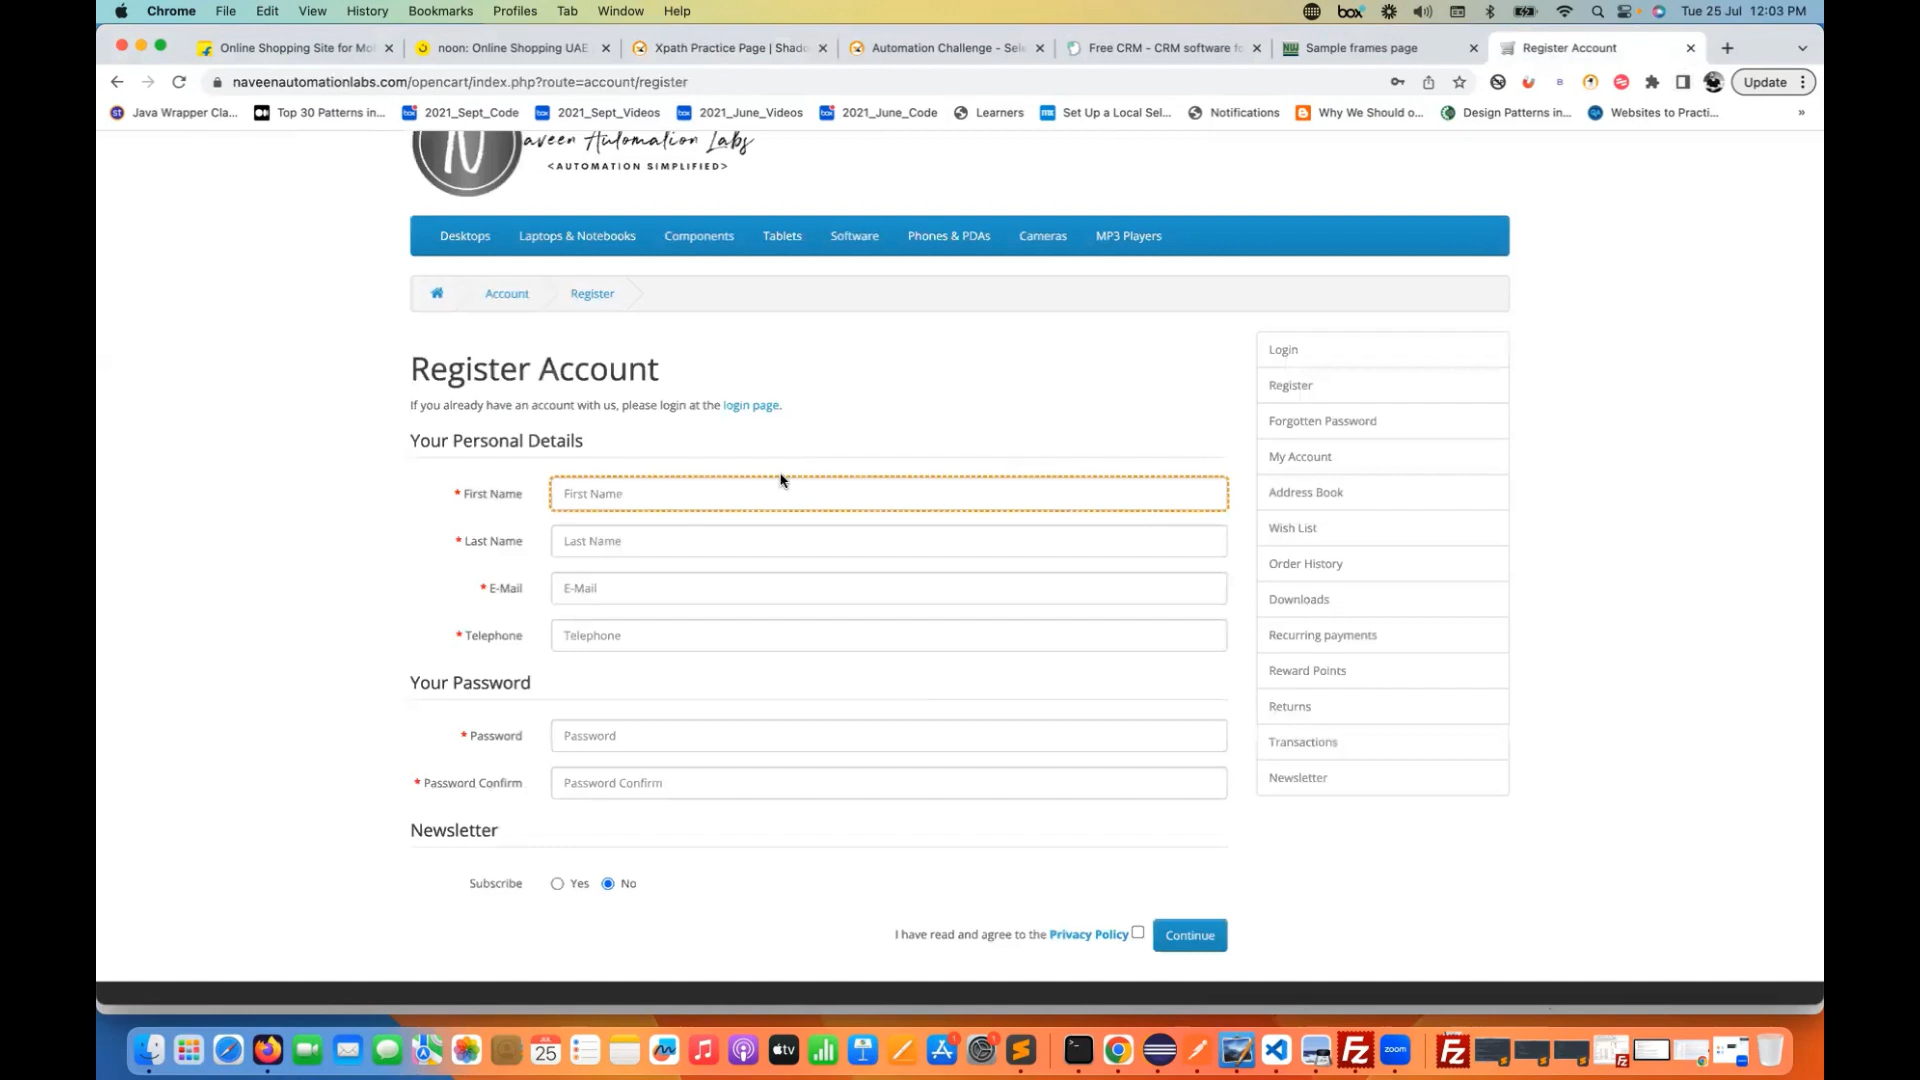 Chrome File Edit View History Bookmarks Profiles Tab Window Help box Tue 25 Jul 12:03 PM
Online Shopping Site for Mo noon: Online Shopping UAE Xpath Practice Page | Shado Automation Challenge - Sele Free CRM - CRM software fo Sample frames page Register Account
naveenautomationlabs.com/opencart/index.php?route=account/register Update
Java Wrapper Cla... Top 30 Patterns in... 2021_Sept_Code 2021_Sept_Videos 2021_June_Videos 2021_June_Code Learners Set Up a Local Sel... Notifications Why We Should o... Design Patterns in... Websites to Practi... »
N aveen Automation Labs
<AUTOMATION SIMPLIFIED>
Desktops Laptops & Notebooks Components Tablets Software Phones & PDAs Cameras MP3 Players
Account Register
Register Account
If you already have an account with us, please login at the login page.
Your Personal Details
* First Name First Name
* Last Name Last Name
* E-Mail E-Mail
* Telephone Telephone
Your Password
* Password Password
* Password Confirm Password Confirm
Newsletter
Subscribe Yes No
I have read and agree to the Privacy Policy Continue
Login
Register
Forgotten Password
My Account
Address Book
Wish List
Order History
Downloads
Recurring payments
Reward Points
Returns
Transactions
Newsletter
JUL
25
tv
zoom